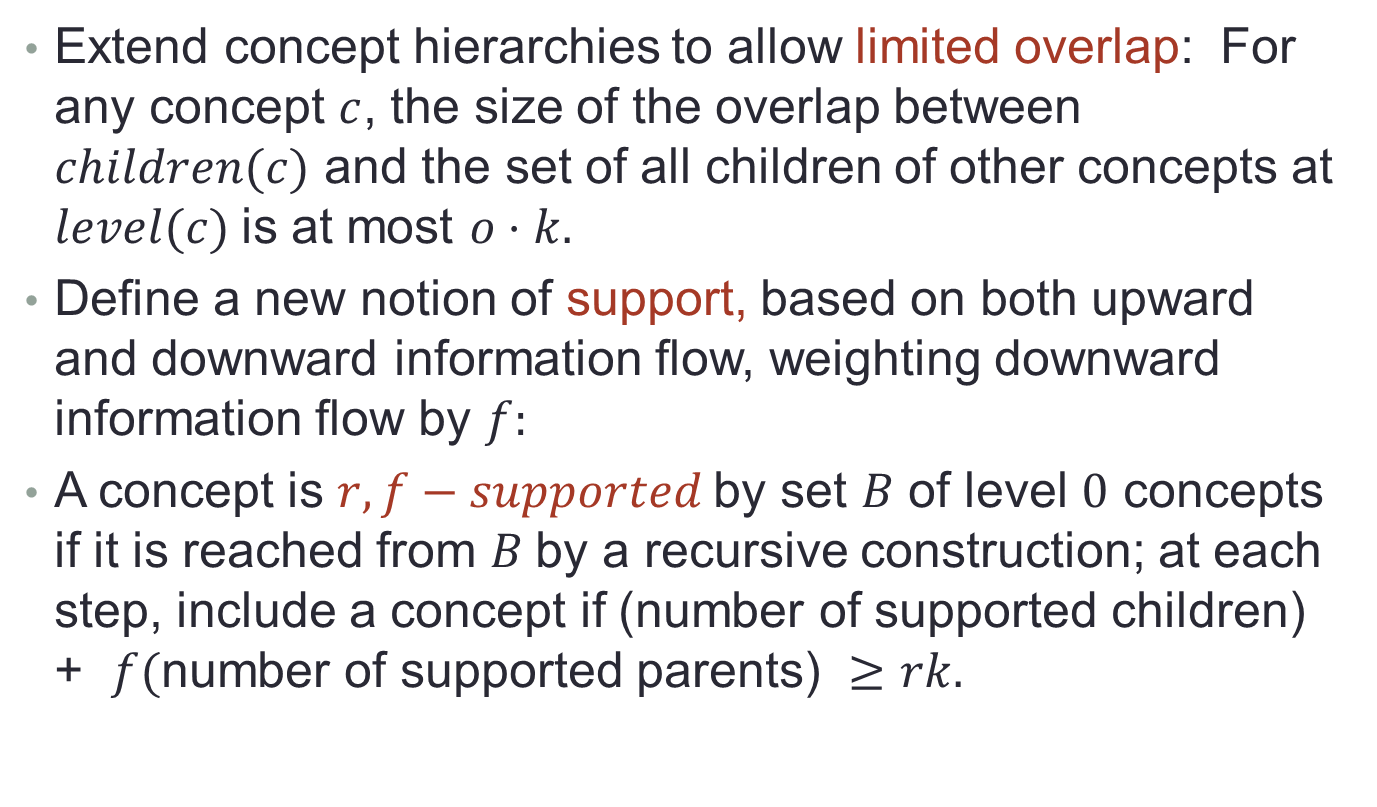 • Extend concept hierarchies to allow limited overlap:  For
any concept 𝑐, the size of the overlap between
𝑐ℎ𝑖𝑙𝑑𝑟𝑒𝑛(𝑐) and the set of all children of other concepts at
𝑙𝑒𝑣𝑒𝑙(𝑐) is at most 𝑜 ⋅ 𝑘.
• Define a new notion of support, based on both upward
and downward information flow, weighting downward
information flow by 𝑓:
• A concept is 𝑟, 𝑓 − 𝑠𝑢𝑝𝑝𝑜𝑟𝑡𝑒𝑑 by set 𝐵 of level 0 concepts
if it is reached from 𝐵 by a recursive construction; at each
step, include a concept if (number of supported children)
+ 𝑓(number of supported parents) ≥ 𝑟𝑘.